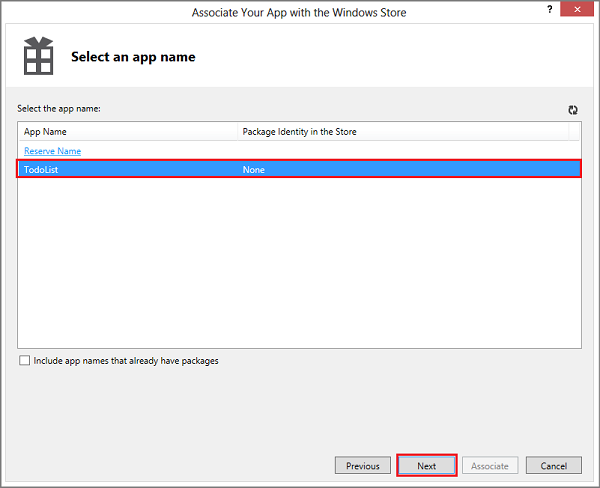 Associate Your App with the Windows Store
?
Select an app name
Select the app name:
App Name Package Identity in the Store
Reserve Name
TodoList None
Include app names that already have packages
Previous Next Associate Cancel